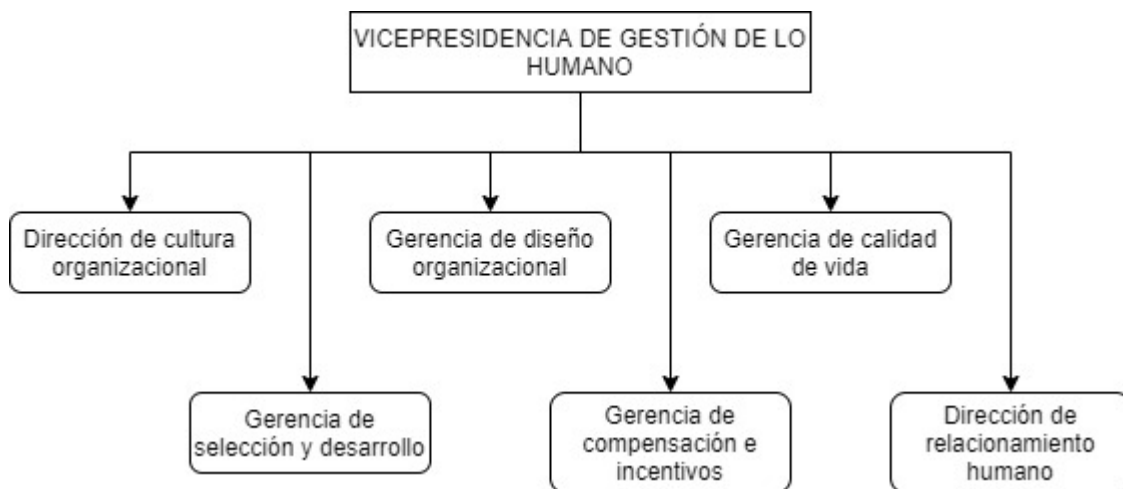 VICEPRESIDENCIA DE GESTIÓN DE LO
HUMANO
Dirección de cultura
organizacional
Gerencia de diseño
organizacional
Gerencia de calidad
de vida
Gerencia de
selección y desarrollo
Gerencia de
compensación e
incentivos
Dirección de
relacionamiento
humano